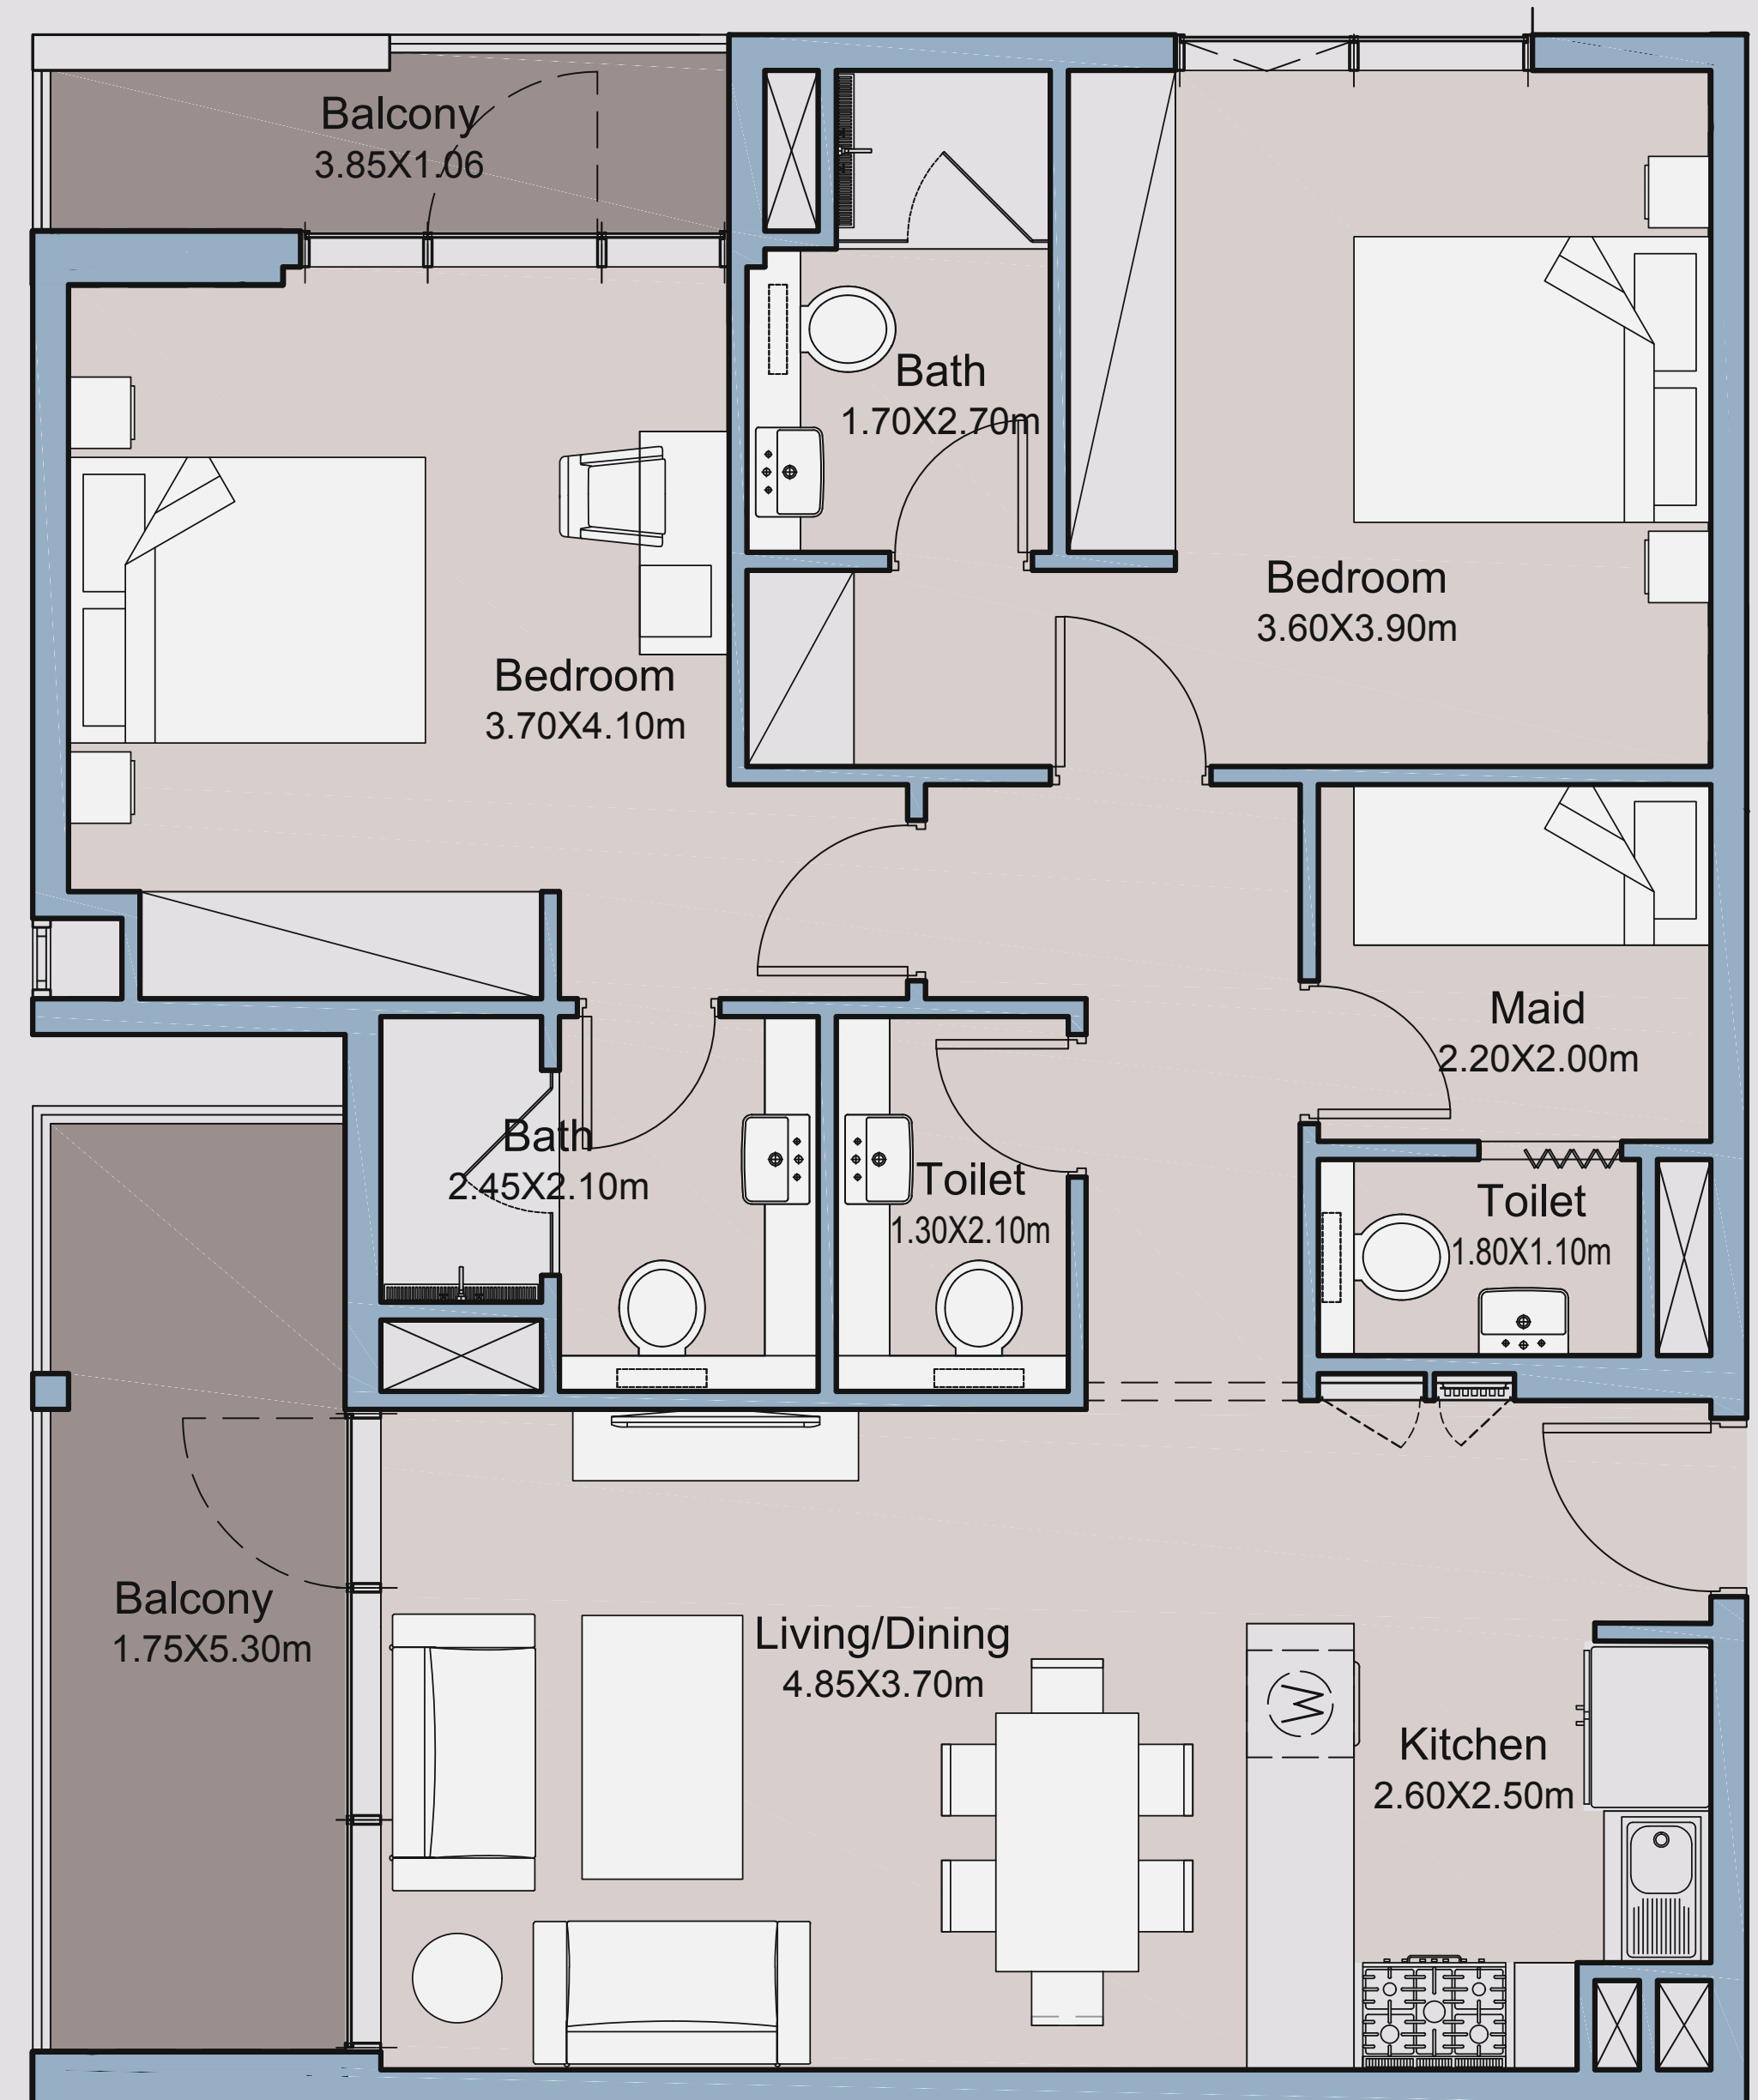 Balcony
3.85X1.06
Bath
1.70X2.70m
Bedroom
3.60X3.90m
Bedroom
3.70X4.10m
Maid
2.20X2.00m
Bath
2.45X2.10m
Toilet
1.30X2.10m
Toilet
1.80X1.10m
Balcony
1.75X5.30m
Living/Dining
4.85X3.70m
W
Kitchen
2.60X2.50m